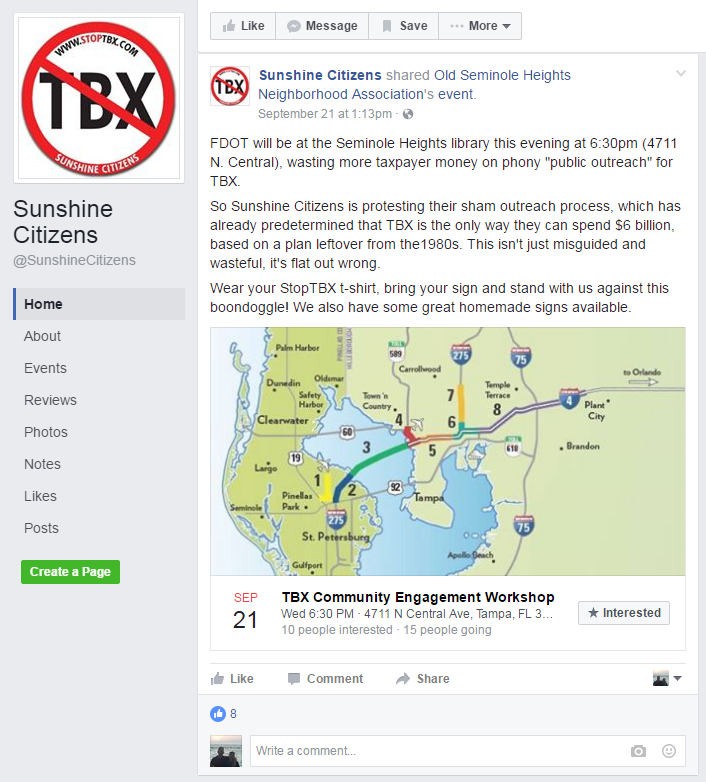 WWW.STOPTBX.COM
TBX
SUNSHINE CITIZENS
Sunshine
Citizens
@SunshineCitizens
Home
About
Events
Reviews
Photos
Notes
Likes
Posts
Create a Page
Like
Message
Save
··· More
TBX
Sunshine Citizens shared Old Seminole Heights
Neighborhood Association's event.
September 21 at 1:13pm ·
FDOT will be at the Seminole Heights library this evening at 6:30pm (4711
N. Central), wasting more taxpayer money on phony "public outreach" for
TBX.
So Sunshine Citizens is protesting their sham outreach process, which has
already predetermined that TBX is the only way they can spend $6 billion,
based on a plan leftover from the1980s. This isn't just misguided and
wasteful, it's flat out wrong.
Wear your StopTBX t-shirt, bring your sign and stand with us against this
boondoggle! We also have some great homemade signs available.
PINELLAS CO
HILLSBOROUGH
Palm Harbor
TOLL
589
275
75
Carrollwood
to Orlando
Dunedin
Oldsmar
Safety
Harbor
Town 'n
Country
Temple
Terrace
7
4
Plant
City
Clearwater
4
6
8
60
3
5
618
Brandon
19
Largo
1
2
92
Pinellas
Park
Tampa
Seminole
275
75
St. Petersburg
Apollo Beach
Gulfport
SEP
21
TBX Community Engagement Workshop
Wed 6:30 PM · 4711 N Central Ave, Tampa, FL 3...
10 people interested · 15 people going
★ Interested
Like
Comment
Share
8
Write a comment...